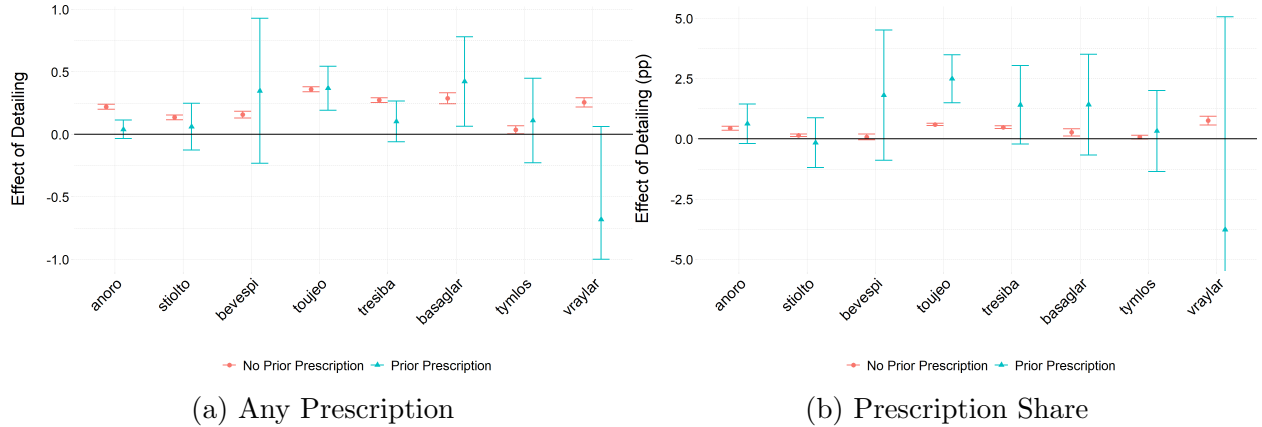 1.0
0.5
0.0
-0.5
-1.0
Effect of Detailing
anoro
stiolto
bevespi
toujeo
tresiba
basaglar
tymlos
vraylar
No Prior Prescription Prior Prescription
(a) Any Prescription
5.0
2.5
0.0
-2.5
-5.0
Effect of Detailing (pp)
anoro
stiolto
bevespi
toujeo
tresiba
basaglar
tymlos
vraylar
No Prior Prescription Prior Prescription
(b) Prescription Share